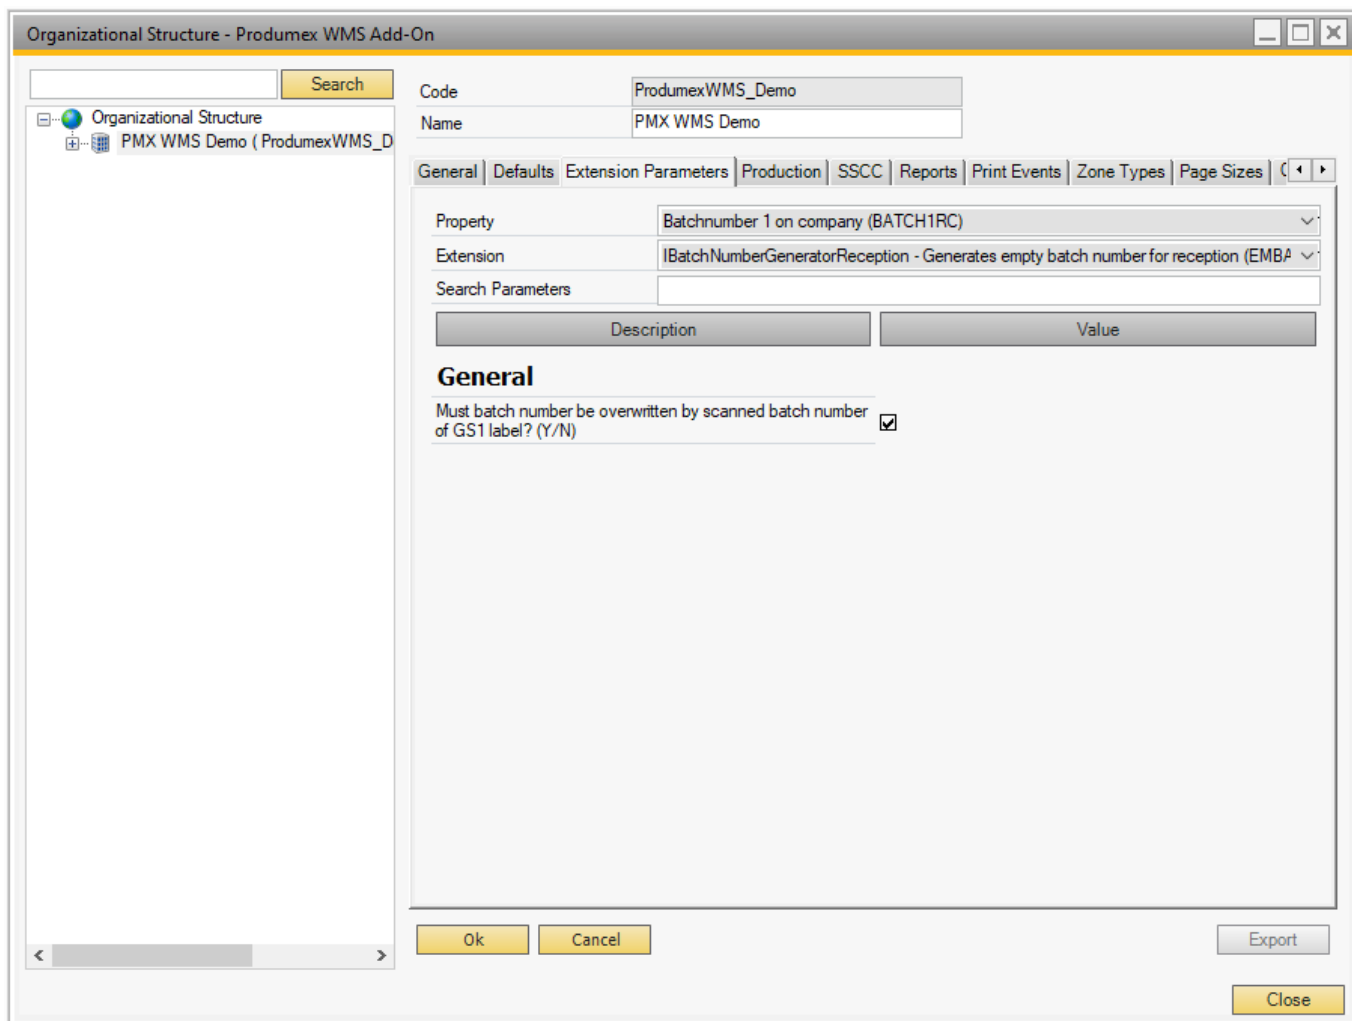 Organizational Structure - Produmex WMS Add-On
Search
Organizational Structure
PMX WMS Demo ( ProdumexWMS_D
Code
ProdumexWMS_Demo
Name
PMX WMS Demo
General
Defaults
Extension Parameters
Production
SSCC
Reports
Print Events
Zone Types
Page Sizes
Property
Batchnumber 1 on company (BATCH1RC)
Extension
IBatchNumberGeneratorReception - Generates empty batch number for reception (EMBA
Search Parameters
Description
Value
General
Must batch number be overwritten by scanned batch number
of GS1 label? (Y/N)
Ok
Cancel
Export
Close